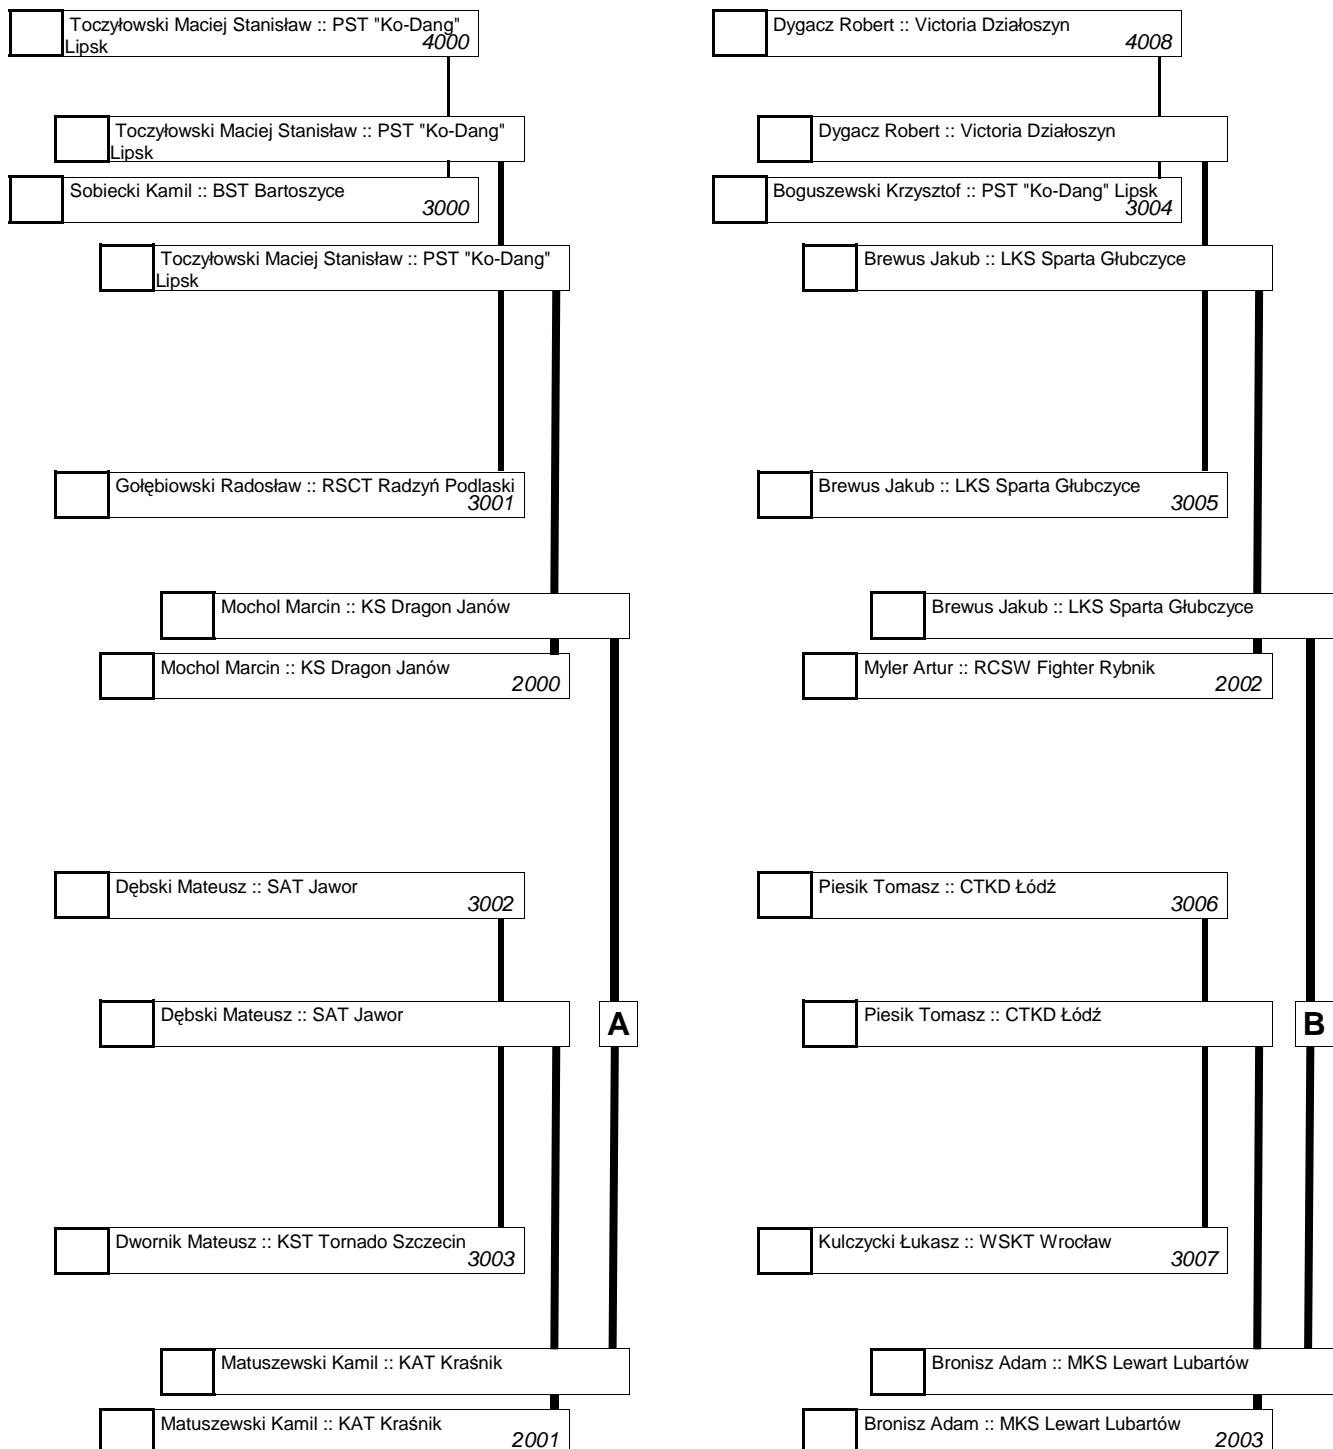 Toczyłowski Maciej Stanisław :: PST "Ko-Dang"
Lipsk
4000
Toczyłowski Maciej Stanisław :: PST "Ko-Dang"
Lipsk
Sobiecki Kamil :: BST Bartoszyce
3000
Toczyłowski Maciej Stanisław :: PST "Ko-Dang"
Lipsk
Gołębiowski Radosław :: RSCT Radzyń Podlaski
3001
Mochol Marcin :: KS Dragon Janów
Mochol Marcin :: KS Dragon Janów
2000
Dębski Mateusz :: SAT Jawor
3002
Dębski Mateusz :: SAT Jawor
A
Dwornik Mateusz :: KST Tornado Szczecin
3003
Matuszewski Kamil :: KAT Kraśnik
Matuszewski Kamil :: KAT Kraśnik
2001
Dygacz Robert :: Victoria Działoszyn
4008
Dygacz Robert :: Victoria Działoszyn
Boguszewski Krzysztof :: PST "Ko-Dang" Lipsk
3004
Brewus Jakub :: LKS Sparta Głubczyce
Brewus Jakub :: LKS Sparta Głubczyce
3005
Brewus Jakub :: LKS Sparta Głubczyce
Myler Artur :: RCSW Fighter Rybnik
2002
Piesik Tomasz :: CTKD Łódź
3006
Piesik Tomasz :: CTKD Łódź
B
Kulczycki Łukasz :: WSKT Wrocław
3007
Bronisz Adam :: MKS Lewart Lubartów
Bronisz Adam :: MKS Lewart Lubartów
2003